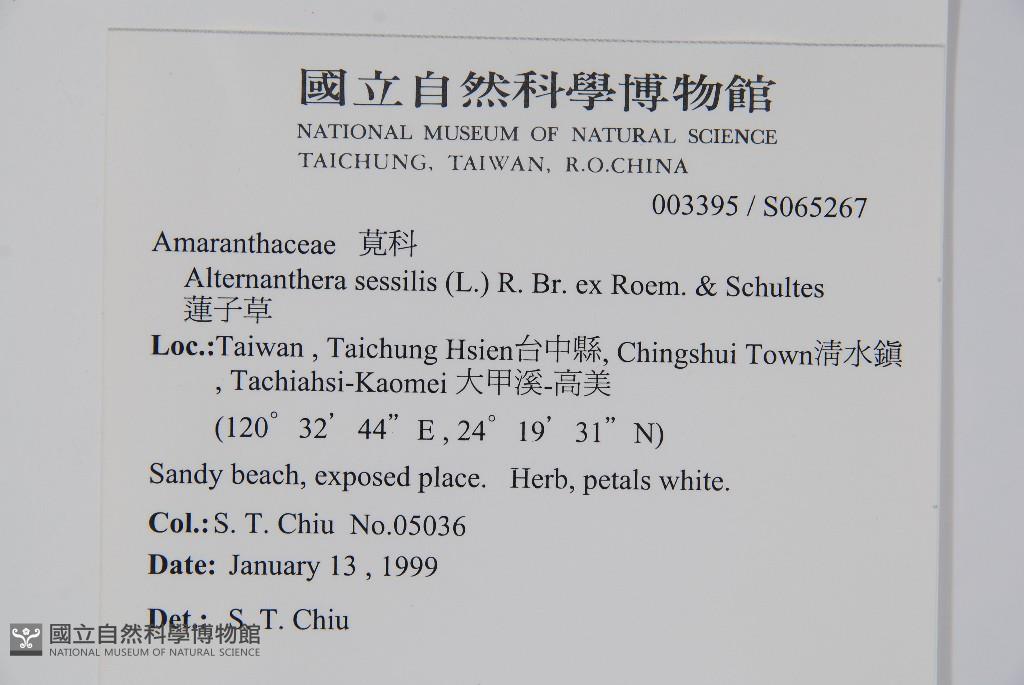 國立自然科學博物館
NATIONAL MUSEUM OF NATURAL SCIENCE
TAICHUNG, TAIWAN, R.O.CHINA
003395 / S065267
Amaranthaceae 莧科
Alternanthera sessilis (L.) R. Br. ex Roem. & Schultes
蓮子草
Loc.:Taiwan , Taichung Hsien台中縣, Chingshui Town清水鎮
, Tachiahsi-Kaomei 大甲溪-高美
(120° 32’ 44” E , 24° 19’ 31” N)
Sandy beach, exposed place. Herb, petals white.
Col.: S. T. Chiu No.05036
Date: January 13 , 1999
Det.: S. T. Chiu
國立自然科學博物館
NATIONAL MUSEUM OF NATURAL SCIENCE